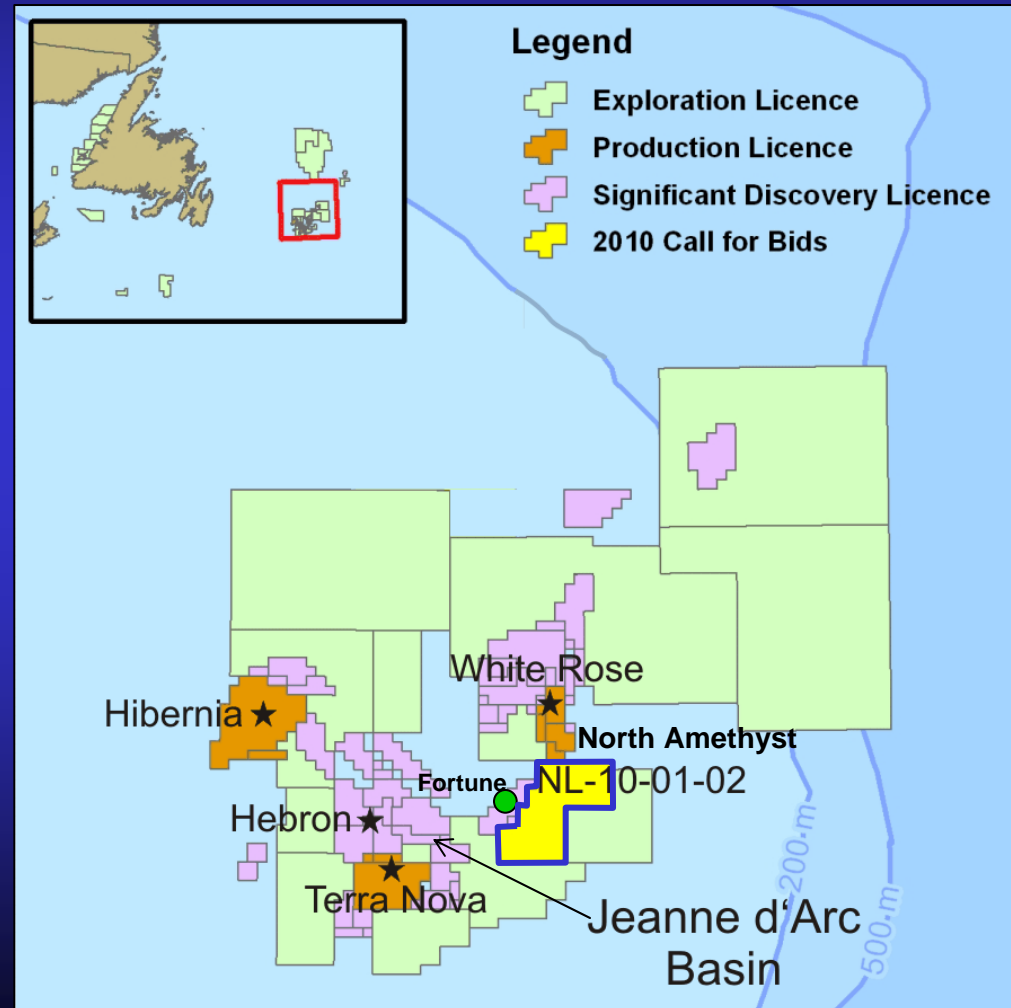 Legend
Exploration Licence
Production Licence
Significant Discovery Licence
2010 Call for Bids
White Rose
Hibernia
North Amethyst
Fortune
NL-10-01-02
Hebron
Terra Nova
Jeanne d'Arc
Basin
200 m
500 m